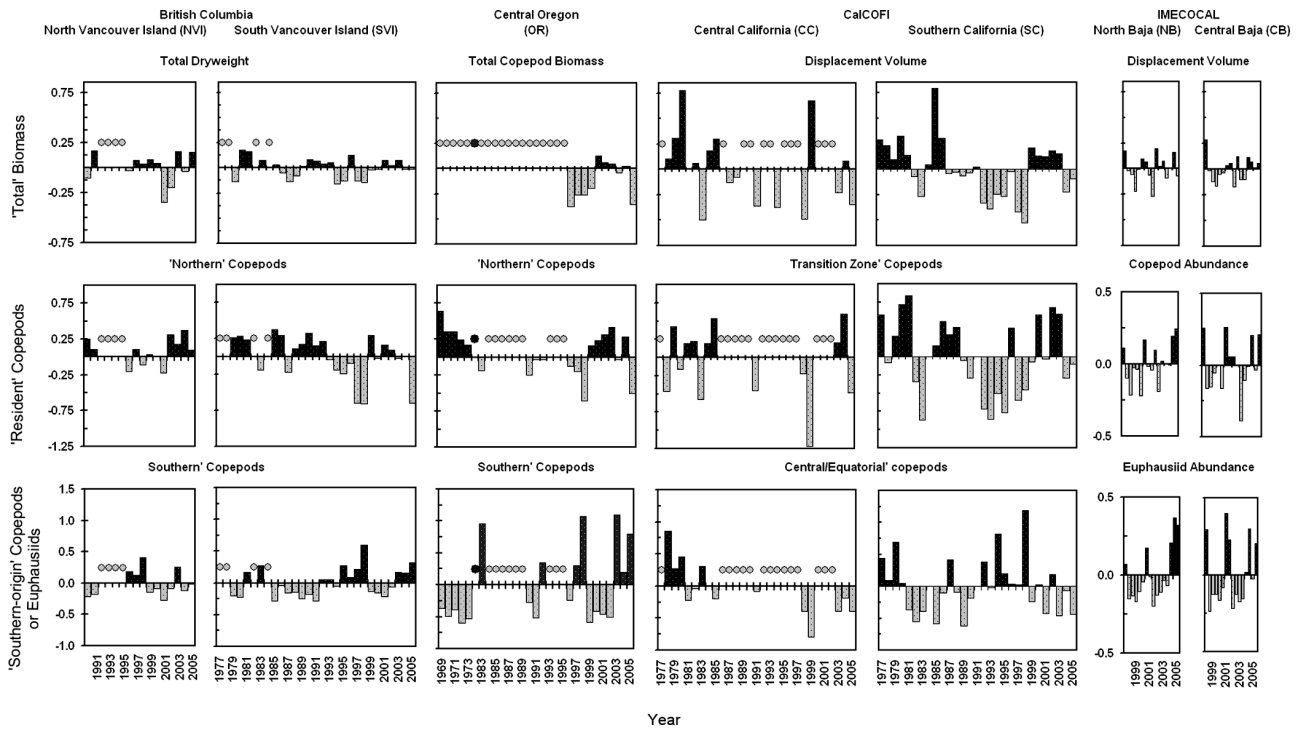 British Columbia Central Oregon CalCOFI IMECOCAL
North Vancouver Island (NVI) South Vancouver Island (SVI) (OR) Central California (CC) Southern California (SC) North Baja (NB) Central Baja (CB)
Total Dryweight Total Copepod Biomass Displacement Volume Displacement Volume
'Total' Biomass
0.75
0.25
-0.25
-0.75
'Northern' Copepods 'Northern' Copepods Transition Zone' Copepods Copepod Abundance
'Resident' Copepods
0.75
0.25
-0.25
-0.75
-1.25
0.5
0.0
-0.5
Southern' Copepods Southern' Copepods Central/Equatorial' copepods Euphausiid Abundance
'Southern-origin' Copepods
or Euphausiids
1.5
1.0
0.5
0.0
-0.5
-1.0
0.5
0.0
-0.5
1991 1993 1995 1997 1999 2001 2003 2005
1977 1979 1981 1983 1985 1987 1989 1991 1993 1995 1997 1999 2001 2003 2005
1969 1971 1973 1983 1985 1987 1989 1991 1993 1995 1997 1999 2001 2003 2005
1977 1979 1981 1983 1985 1987 1989 1991 1993 1995 1997 1999 2001 2003 2005
1977 1979 1981 1983 1985 1987 1989 1991 1993 1995 1997 1999 2001 2003 2005
1999 2001 2003 2005
1999 2001 2003 2005
Year